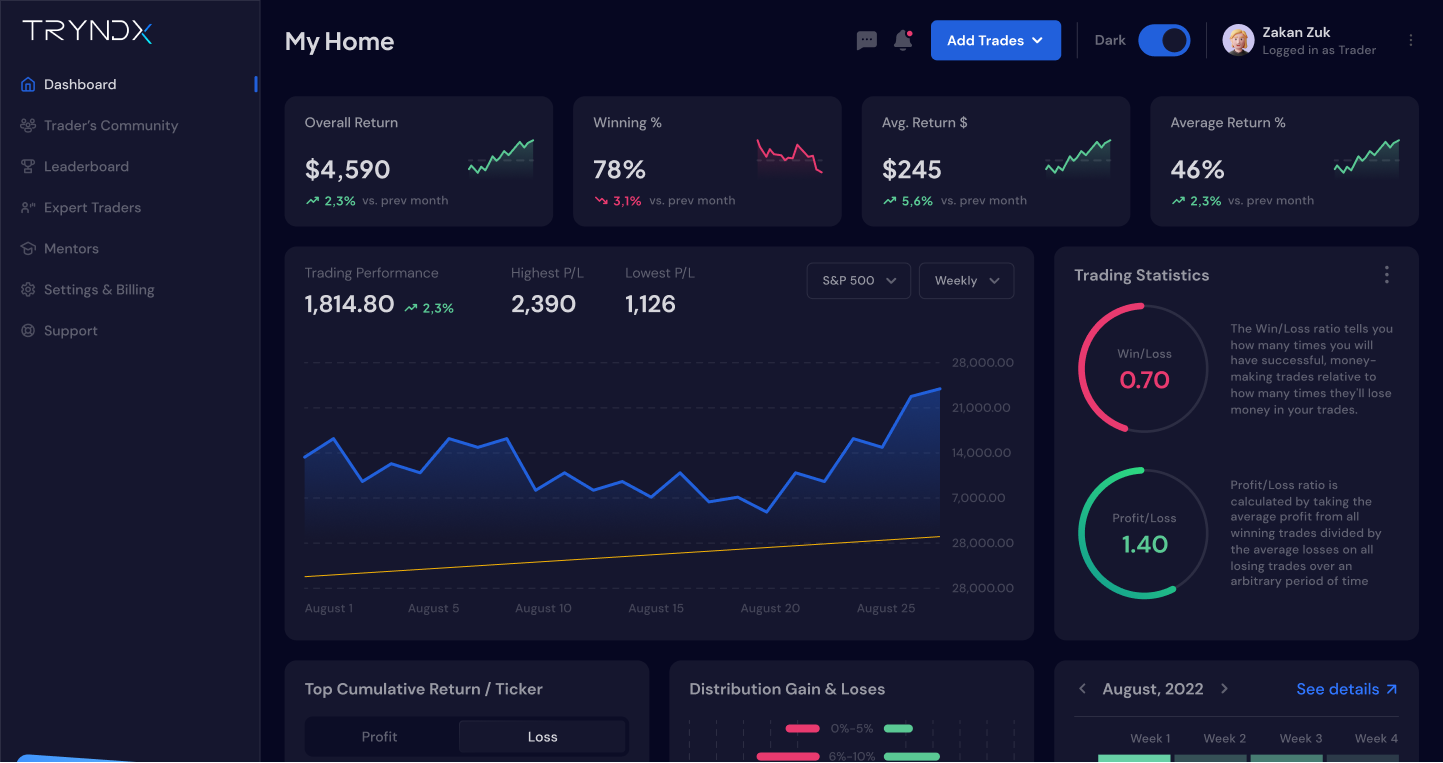 TRYNDX
Dashboard
Trader's Community
Leaderboard
Expert Traders
Mentors
Settings & Billing
Support
My Home
Add Trades
Dark
Zakan Zuk
Logged in as Trader
Overall Return
$4,590
2,3% vs. prev month
Winning %
78%
3,1% vs. prev month
Avg. Return $
$245
5,6% vs. prev month
Average Return %
46%
2,3% vs. prev month
Trading Performance
1,814.80 2,3%
Highest P/L
2,390
Lowest P/L
1,126
S&P 500
Weekly
28,000.00
21,000.00
14,000.00
7,000.00
28,000.00
28,000.00
August 1 August 5 August 10 August 15 August 20 August 25
Trading Statistics
Win/Loss
0.70
The Win/Loss ratio tells you
how many times you will
have successful, money-
making trades relative to
how many times they'll lose
money in your trades.
Profit/Loss
1.40
Profit/Loss ratio is
calculated by taking the
average profit from all
winning trades divided by
the average losses on all
losing trades over an
arbitrary period of time
Top Cumulative Return / Ticker
Profit Loss
Distribution Gain & Loses
0%-5%
6%-10%
August, 2022
See details
Week 1 Week 2 Week 3 Week 4